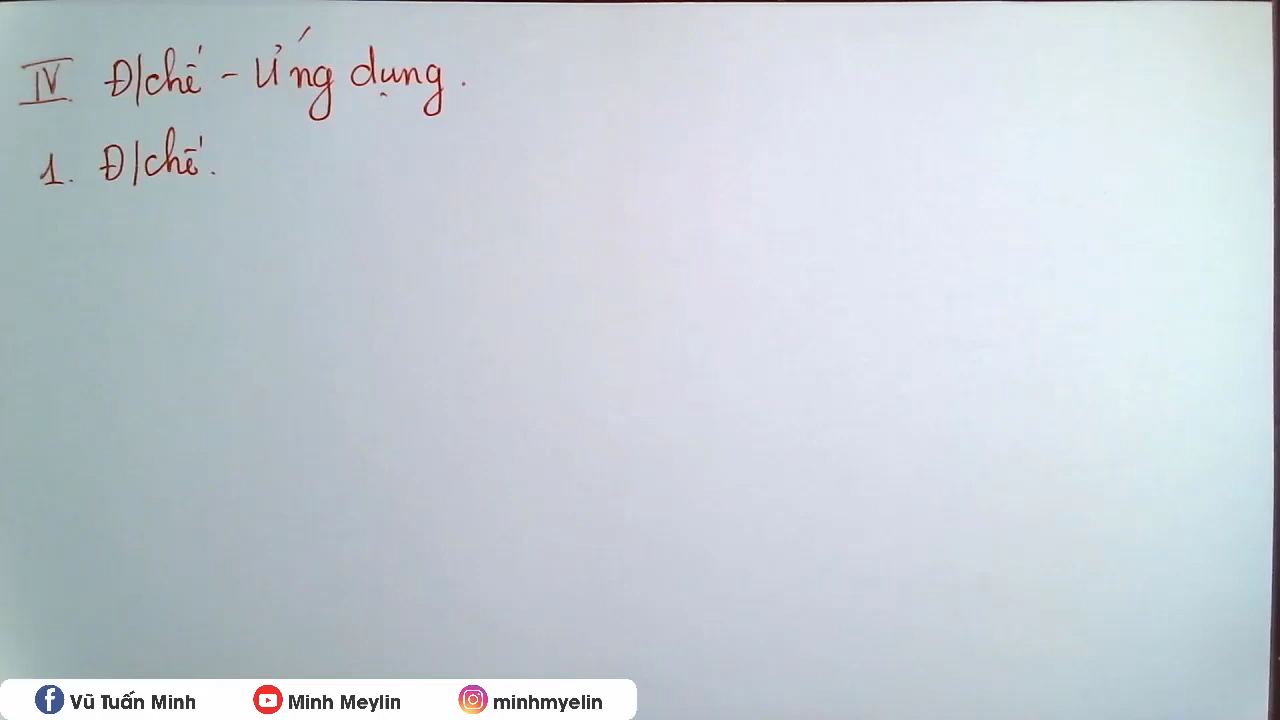 IV Đ/chế - Ứng dụng.
1. Đ/chế.
Vũ Tuấn Minh Minh Meylin minhmyelin